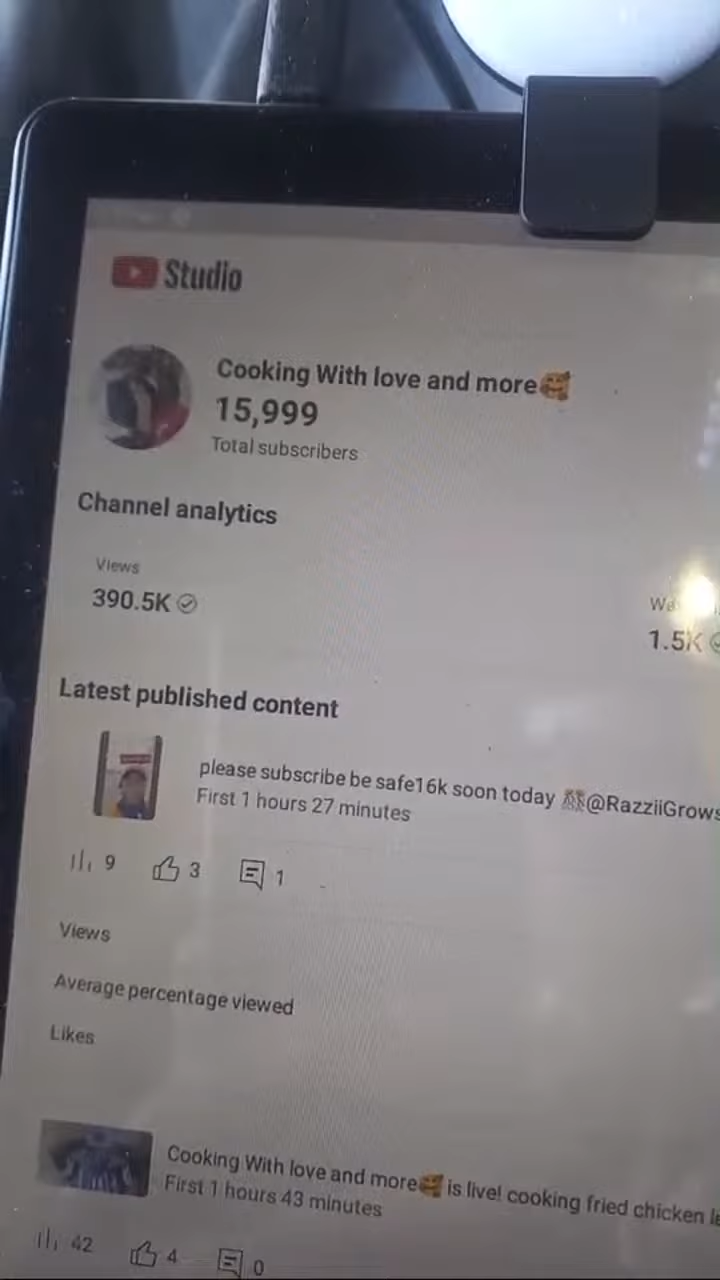 Studio
Cooking With love and more🥰
15,999
Total subscribers
Channel analytics
Views
390.5K
1.5K
Latest published content
please subscribe be safe16k soon today 👯@RazziiGrows
First 1 hours 27 minutes
9 3 1
Views
Average percentage viewed
Likes
Cooking With love and more🥰 is live! cooking fried chicken
First 1 hours 43 minutes
42 4 0